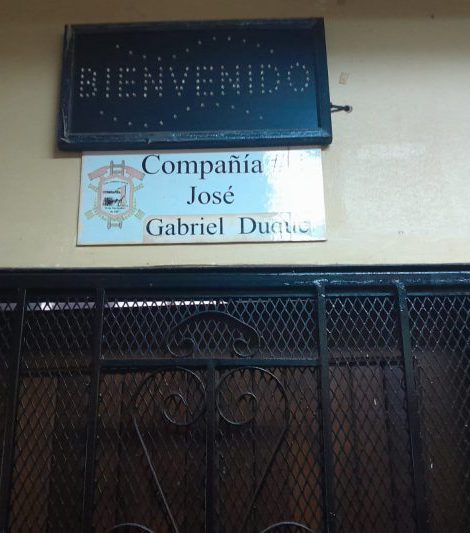 BIENVENIDO
Compañía
José
Gabriel Duque